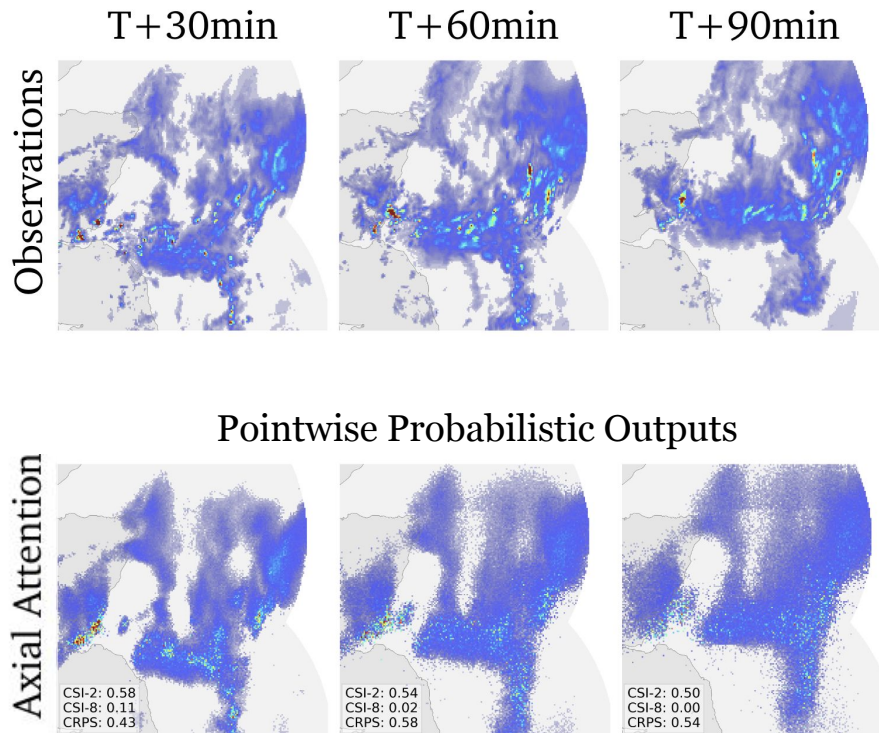 T+30min T+60min T+90min
Observations
Pointwise Probabilistic Outputs
Axial Attention
CSI-2: 0.58
CSI-8: 0.11
CRPS: 0.43
CSI-2: 0.54
CSI-8: 0.02
CRPS: 0.58
CSI-2: 0.50
CSI-8: 0.00
CRPS: 0.54